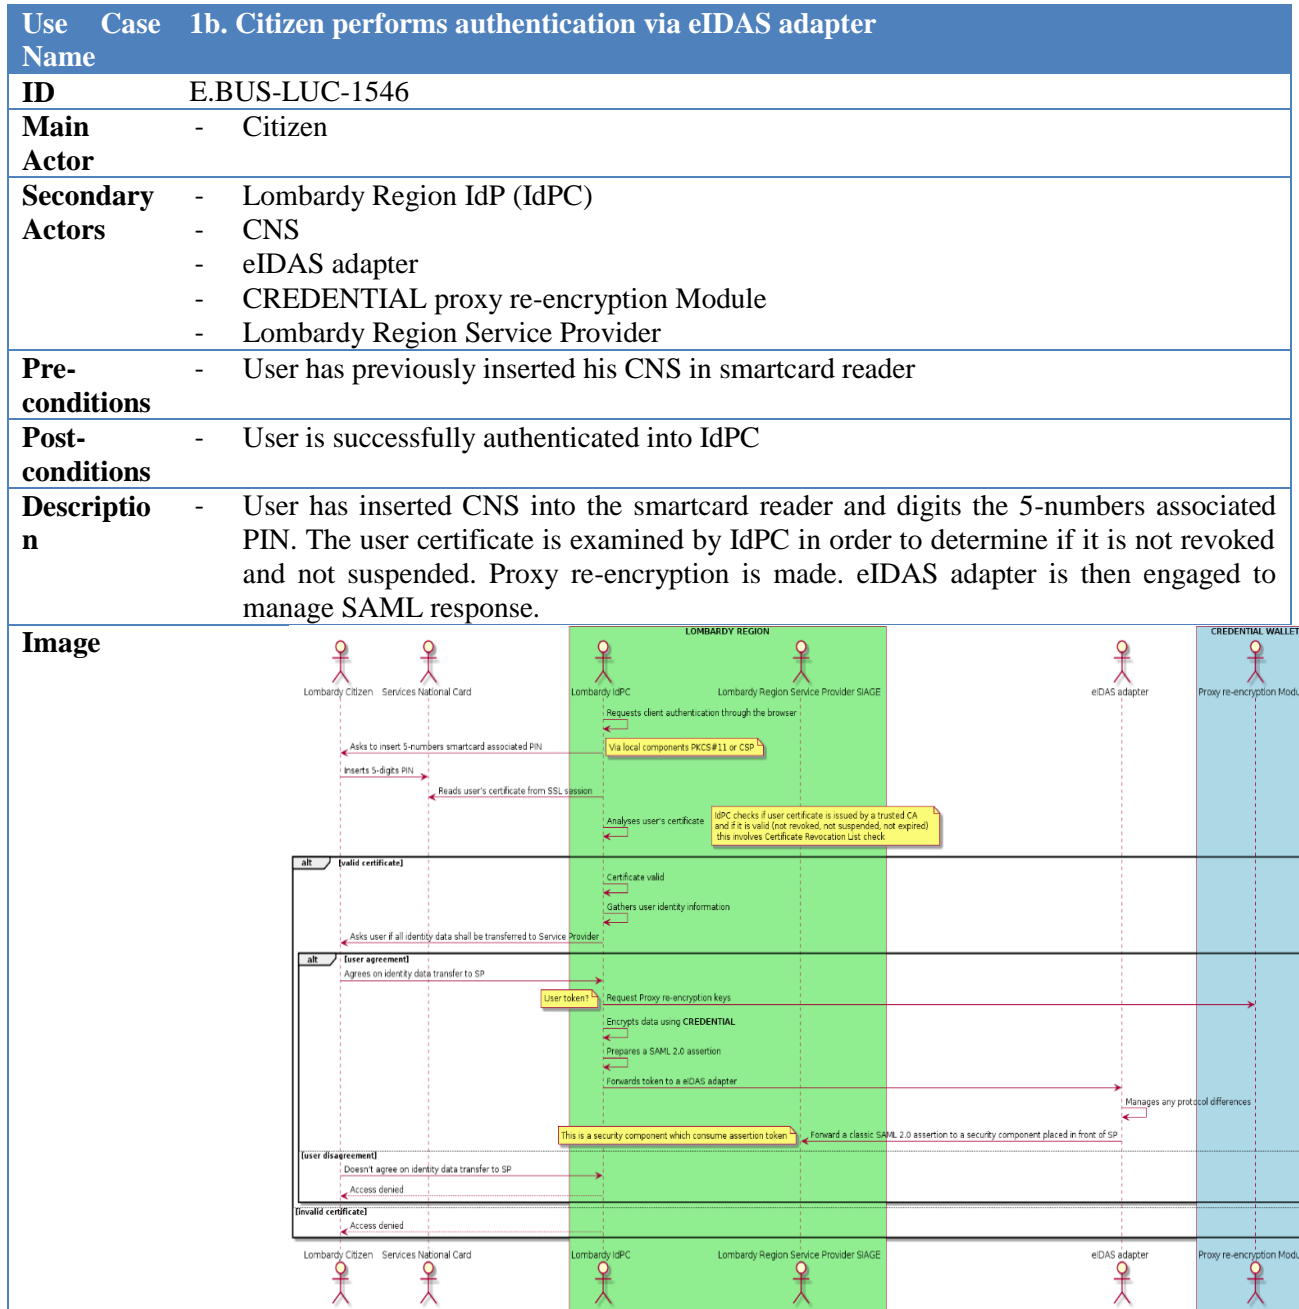 Use Case Name
1b. Citizen performs authentication via eIDAS adapter
ID
E.BUS-LUC-1546
Main
Actor
- Citizen
Secondary
Actors
- Lombardy Region IdP (IdPC)
- CNS
- eIDAS adapter
- CREDENTIAL proxy re-encryption Module
- Lombardy Region Service Provider
Pre-
conditions
- User has previously inserted his CNS in smartcard reader
Post-
conditions
- User is successfully authenticated into IdPC
Descriptio
n
- User has inserted CNS into the smartcard reader and digits the 5-numbers associated
PIN. The user certificate is examined by IdPC in order to determine if it is not revoked
and not suspended. Proxy re-encryption is made. eIDAS adapter is then engaged to
manage SAML response.
Image
LOMBARDY REGION
CREDENTIAL WALLET
Lombardy Citizen
Services National Card
Lombardy IdPC
Lombardy Region Service Provider SIAGE
eIDAS adapter
Proxy re-encryption Modu
Requests client authentication through the browser
Asks to insert 5-numbers smartcard associated PIN
Via local components PKCS#11 or CSP
Inserts 5-digits PIN
Reads user's certificate from SSL session
Analyses user's certificate
IdPC checks if user certificate is issued by a trusted CA
and if it is valid (not revoked, not suspended, not expired)
this involves Certificate Revocation List check
alt [valid certificate]
Certificate valid
Gathers user identity information
Asks user if all identity data shall be transferred to Service Provider
alt [user agreement]
Agrees on identity data transfer to SP
User token?
Request Proxy re-encryption keys
Encrypts data using CREDENTIAL
Prepares a SAML 2.0 assertion
Forwards token to a eIDAS adapter
Manages any protocol differences
This is a security component which consume assertion token
Forward a classic SAML 2.0 assertion to a security component placed in front of SP
[user disagreement]
Doesn't agree on identity data transfer to SP
Access denied
[invalid certificate]
Access denied
Lombardy Citizen
Services National Card
Lombardy IdPC
Lombardy Region Service Provider SIAGE
eIDAS adapter
Proxy re-encryption Modu